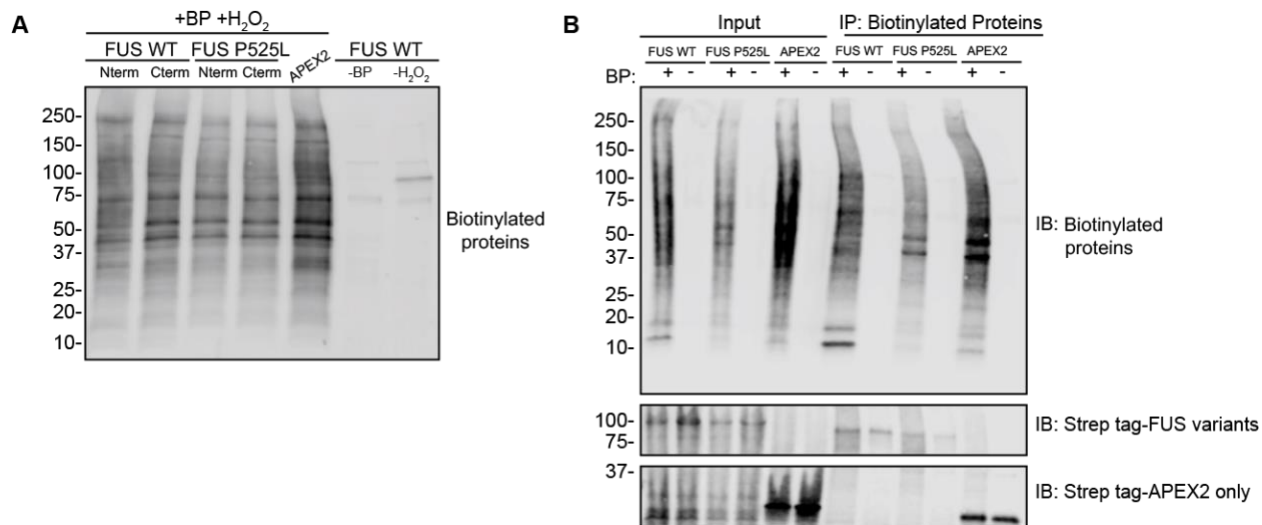 A
+BP +H₂O₂
FUS WT FUS P525L APEX2 FUS WT
Nterm Cterm Nterm Cterm -BP -H₂O₂
250-
150-
100-
75-
50-
37-
25-
20-
10-
Biotinylated
proteins
B
Input IP: Biotinylated Proteins
FUS WT FUS P525L APEX2 FUS WT FUS P525L APEX2
BP: + - + - + - + - + - + -
250-
150-
100-
75-
50-
37-
25-
20-
10-
IB: Biotinylated
proteins
100-
75-
IB: Strep tag-FUS variants
37-
IB: Strep tag-APEX2 only